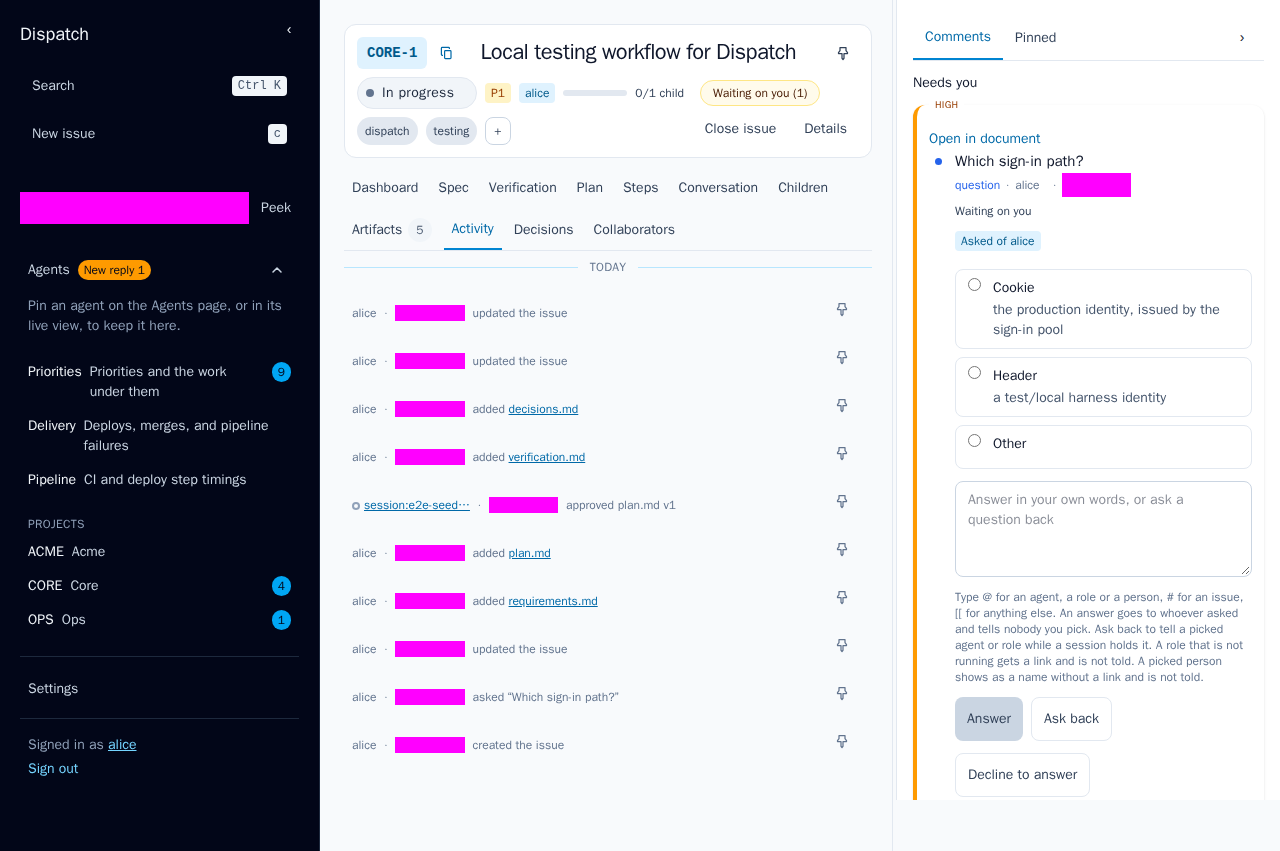 Dispatch
‹
Search
Ctrl K
New issue
c
Peek
Agents
New reply 1
Pin an agent on the Agents page, or in its
live view, to keep it here.
Priorities
Priorities and the work
under them
9
Delivery
Deploys, merges, and pipeline
failures
Pipeline
CI and deploy step timings
PROJECTS
ACME Acme
CORE Core
4
OPS Ops
1
Settings
Signed in as alice
Sign out
CORE-1
Local testing workflow for Dispatch
In progress
P1
alice
0/1 child
Waiting on you (1)
dispatch
testing
+
Close issue
Details
Dashboard
Spec
Verification
Plan
Steps
Conversation
Children
Artifacts 5
Activity
Decisions
Collaborators
TODAY
alice · updated the issue
alice · updated the issue
alice · added decisions.md
alice · added verification.md
session:e2e-seed··· · approved plan.md v1
alice · added plan.md
alice · added requirements.md
alice · updated the issue
alice · asked “Which sign-in path?”
alice · created the issue
Comments
Pinned
›
Needs you
HIGH
Open in document
Which sign-in path?
question · alice ·
Waiting on you
Asked of alice
Cookie
the production identity, issued by the
sign-in pool
Header
a test/local harness identity
Other
Answer in your own words, or ask a
question back
Type @ for an agent, a role or a person, # for an issue,
[[ for anything else. An answer goes to whoever asked
and tells nobody you pick. Ask back to tell a picked
agent or role while a session holds it. A role that is not
running gets a link and is not told. A picked person
shows as a name without a link and is not told.
Answer
Ask back
Decline to answer